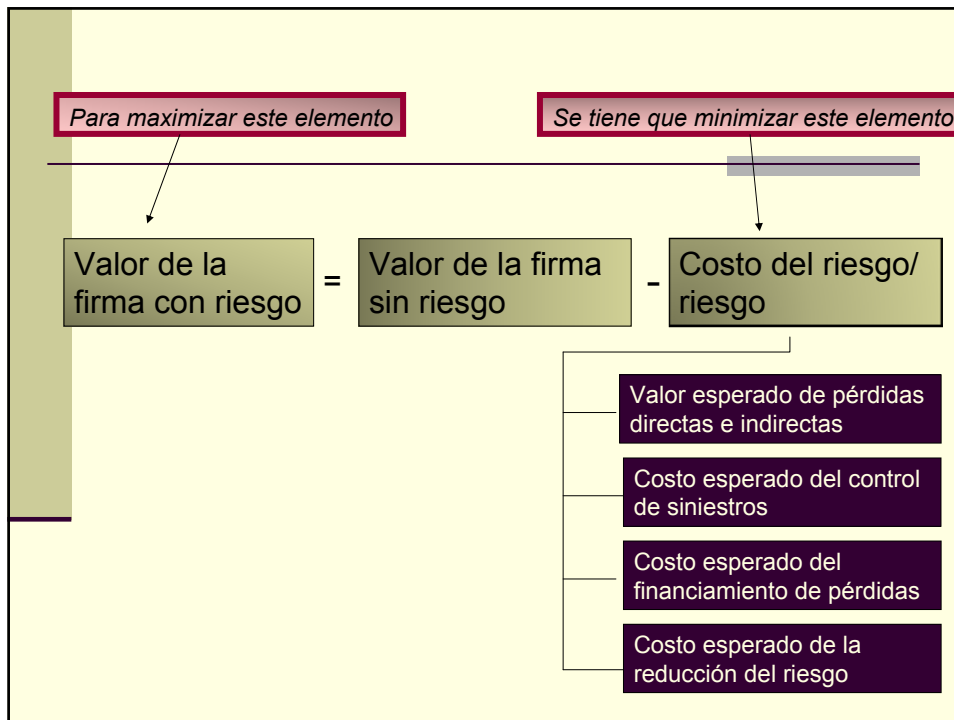 Para maximizar este elemento
Se tiene que minimizar este elemento
Valor de la
firma con riesgo
=
Valor de la firma
sin riesgo
-
Costo del riesgo/
riesgo
Valor esperado de pérdidas
directas e indirectas
Costo esperado del control
de siniestros
Costo esperado del
financiamiento de pérdidas
Costo esperado de la
reducción del riesgo